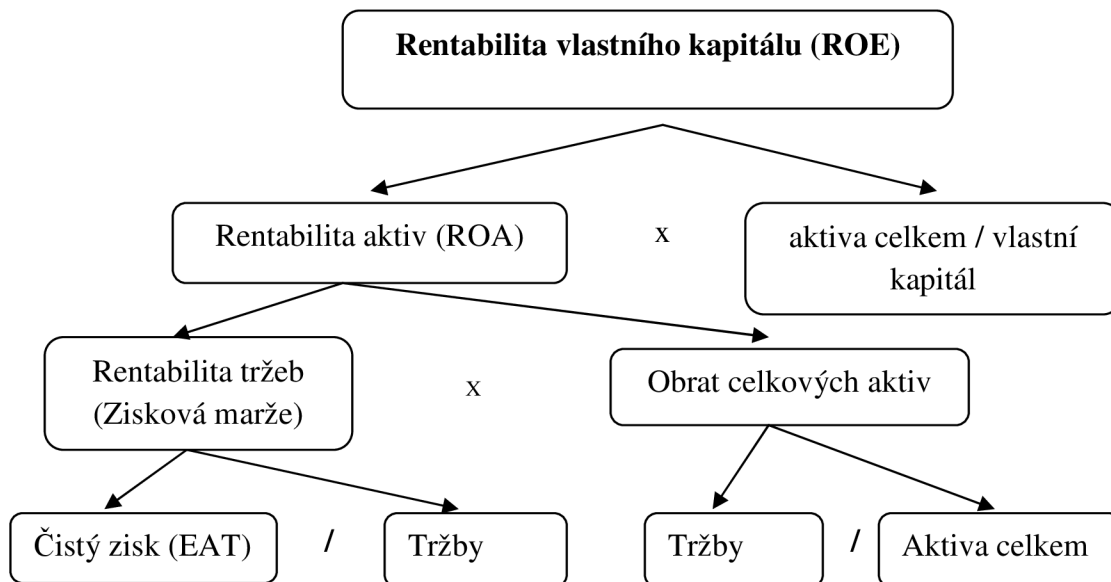 Rentabilita vlastního kapitálu (ROE)
Rentabilita aktiv (ROA)
x
aktiva celkem / vlastní
kapitál
Rentabilita tržeb
(Zisková marže)
x
Obrat celkových aktiv
Čistý zisk (EAT)
/
Tržby
Tržby
/
Aktiva celkem